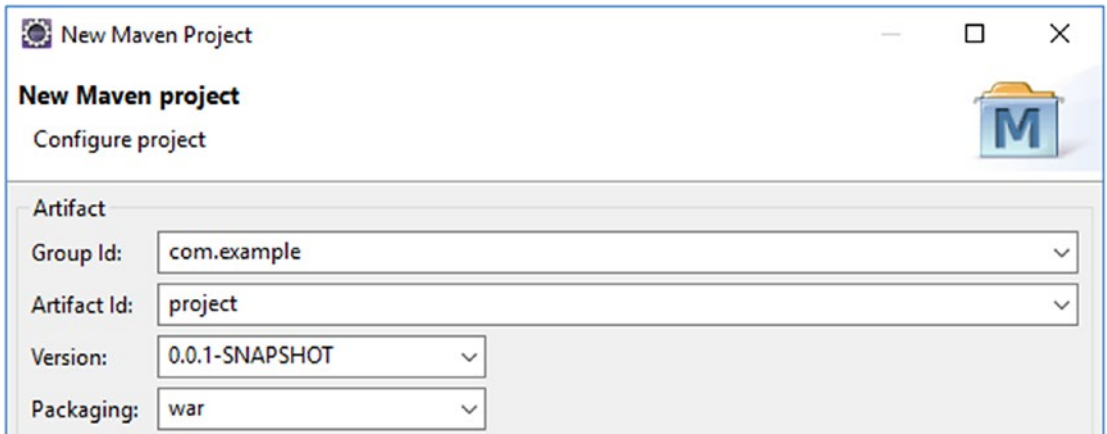 New Maven Project
New Maven project
Configure project
M
Artifact
Group Id: com.example
Artifact Id: project
Version: 0.0.1-SNAPSHOT
Packaging: war